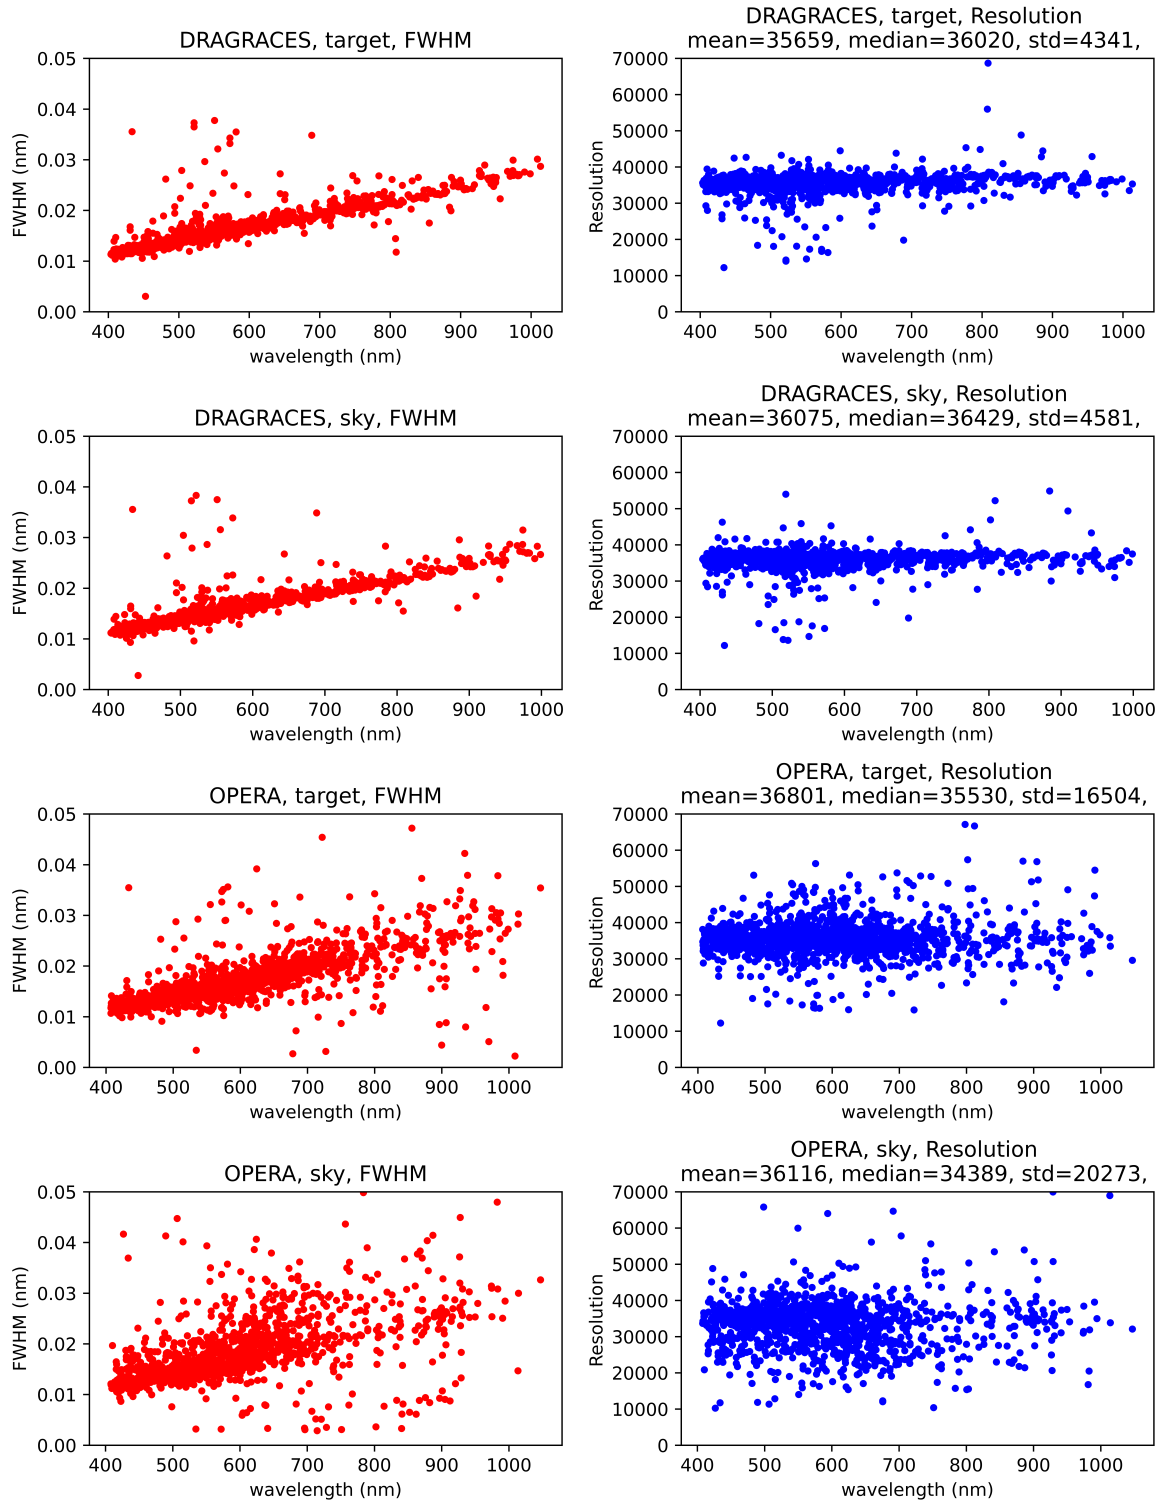 DRAGRACES, target, FWHM
0.05
0.04
0.03
0.02
0.01
0.00
FWHM (nm)
400 500 600 700 800 900 1000
wavelength (nm)
DRAGRACES, target, Resolution
mean=35659, median=36020, std=4341,
70000
60000
50000
40000
30000
20000
10000
0
Resolution
400 500 600 700 800 900 1000
wavelength (nm)
DRAGRACES, sky, FWHM
0.05
0.04
0.03
0.02
0.01
0.00
FWHM (nm)
400 500 600 700 800 900 1000
wavelength (nm)
DRAGRACES, sky, Resolution
mean=36075, median=36429, std=4581,
70000
60000
50000
40000
30000
20000
10000
0
Resolution
400 500 600 700 800 900 1000
wavelength (nm)
OPERA, target, FWHM
0.05
0.04
0.03
0.02
0.01
0.00
FWHM (nm)
400 500 600 700 800 900 1000
wavelength (nm)
OPERA, target, Resolution
mean=36801, median=35530, std=16504,
70000
60000
50000
40000
30000
20000
10000
0
Resolution
400 500 600 700 800 900 1000
wavelength (nm)
OPERA, sky, FWHM
0.05
0.04
0.03
0.02
0.01
0.00
FWHM (nm)
400 500 600 700 800 900 1000
wavelength (nm)
OPERA, sky, Resolution
mean=36116, median=34389, std=20273,
70000
60000
50000
40000
30000
20000
10000
0
Resolution
400 500 600 700 800 900 1000
wavelength (nm)